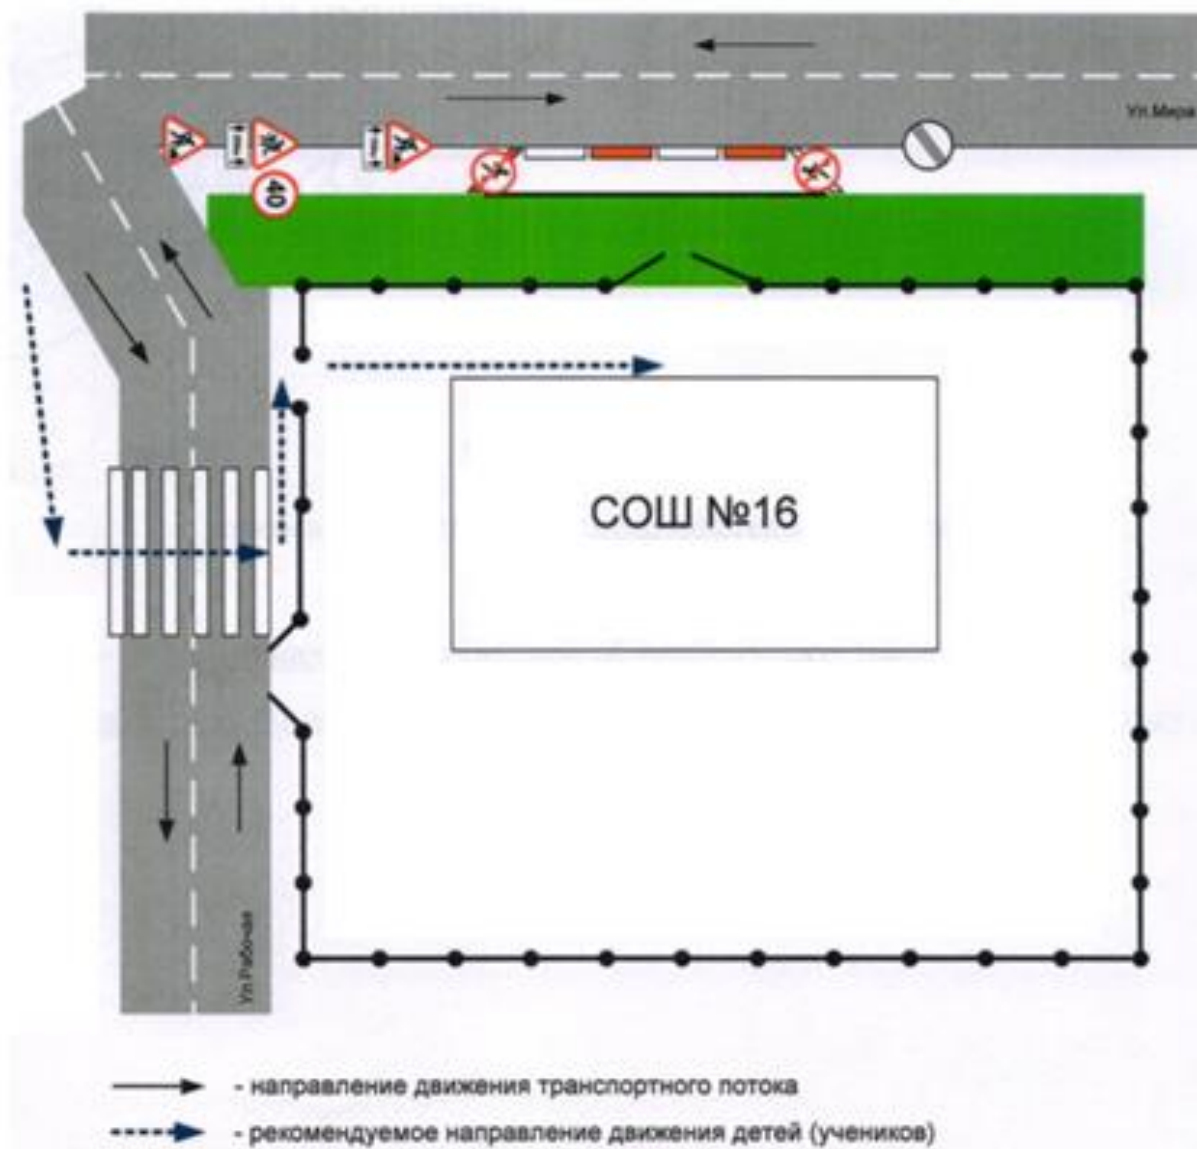 Ул.Мира
40
СОШ №16
Ул.Рабочая
- направление движения транспортного потока
- рекомендуемое направление движения детей (учеников)